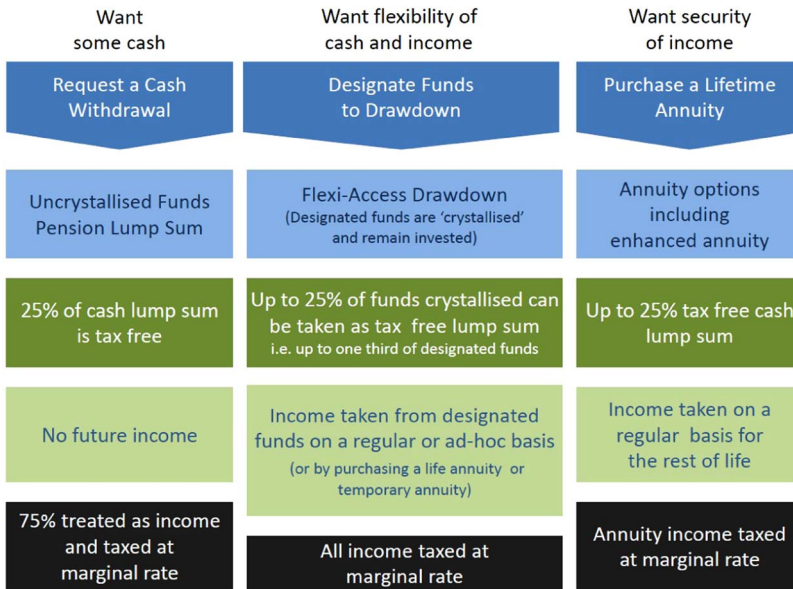 Want
some cash
Request a Cash
Withdrawal
Uncrystallised Funds
Pension Lump Sum
25% of cash lump sum
is tax free
No future income
75% treated as income
and taxed at
marginal rate
Want flexibility of
cash and income
Designate Funds
to Drawdown
Flexi-Access Drawdown
(Designated funds are ‘crystallised’
and remain invested)
Up to 25% of funds crystallised can
be taken as tax free lump sum
i.e. up to one third of designated funds
Income taken from designated
funds on a regular or ad-hoc basis
(or by purchasing a life annuity or
temporary annuity)
All income taxed at
marginal rate
Want security
of income
Purchase a Lifetime
Annuity
Annuity options
including
enhanced annuity
Up to 25% tax free cash
lump sum
Income taken on a
regular basis for
the rest of life
Annuity income taxed
at marginal rate